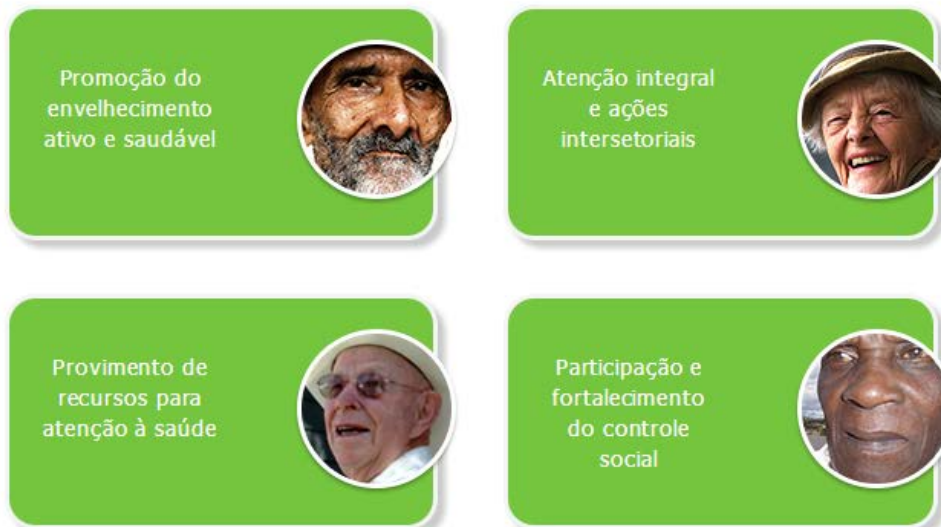 Promoção do
envelhecimento
ativo e saudável
Atenção integral
e ações
intersetoriais
Provimento de
recursos para
atenção à saúde
Participação e
fortalecimento
do controle
social